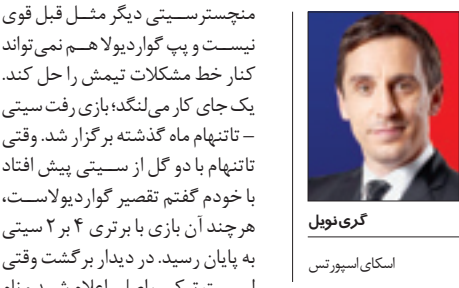 منچسترسیتی دیگر مثل قبل قوی
نیست و پپ گواردیولا هم نمی‌تواند
کنار خط مشکلات تیمش را حل کند.
یک جای کار می‌لنگد؛ بازی رفت سیتی
– تاتنهام ماه گذشته برگزار شد. وقتی
تاتنهام با دو گل از سیتی پیش افتاد
با خودم گفتم تقصیر گواردیولاست،
هرچند آن بازی با برتری ۴ بر ۲ سیتی
به پایان رسید. در دیدار برگشت وقتی
گری نویل
اسکای‌اسپورتس